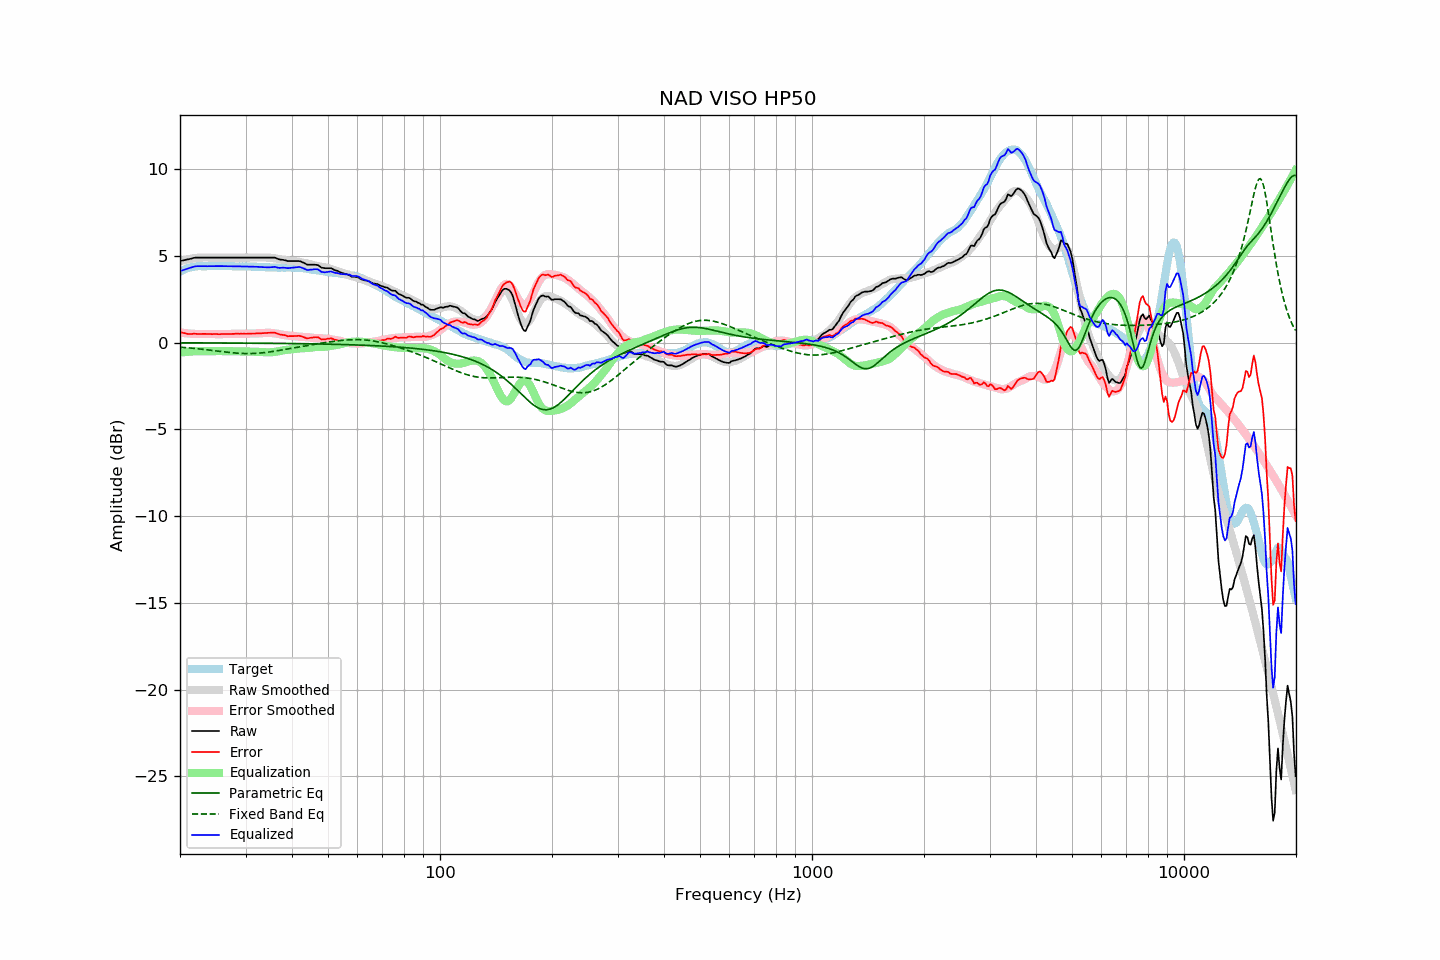 NAD VISO HP50
Amplitude (dBr)
10
5
0
−5
−10
−15
−20
−25
Target
Raw Smoothed
Error Smoothed
Raw
Error
Equalization
Parametric Eq
Fixed Band Eq
Equalized
100
1000
10000
Frequency (Hz)